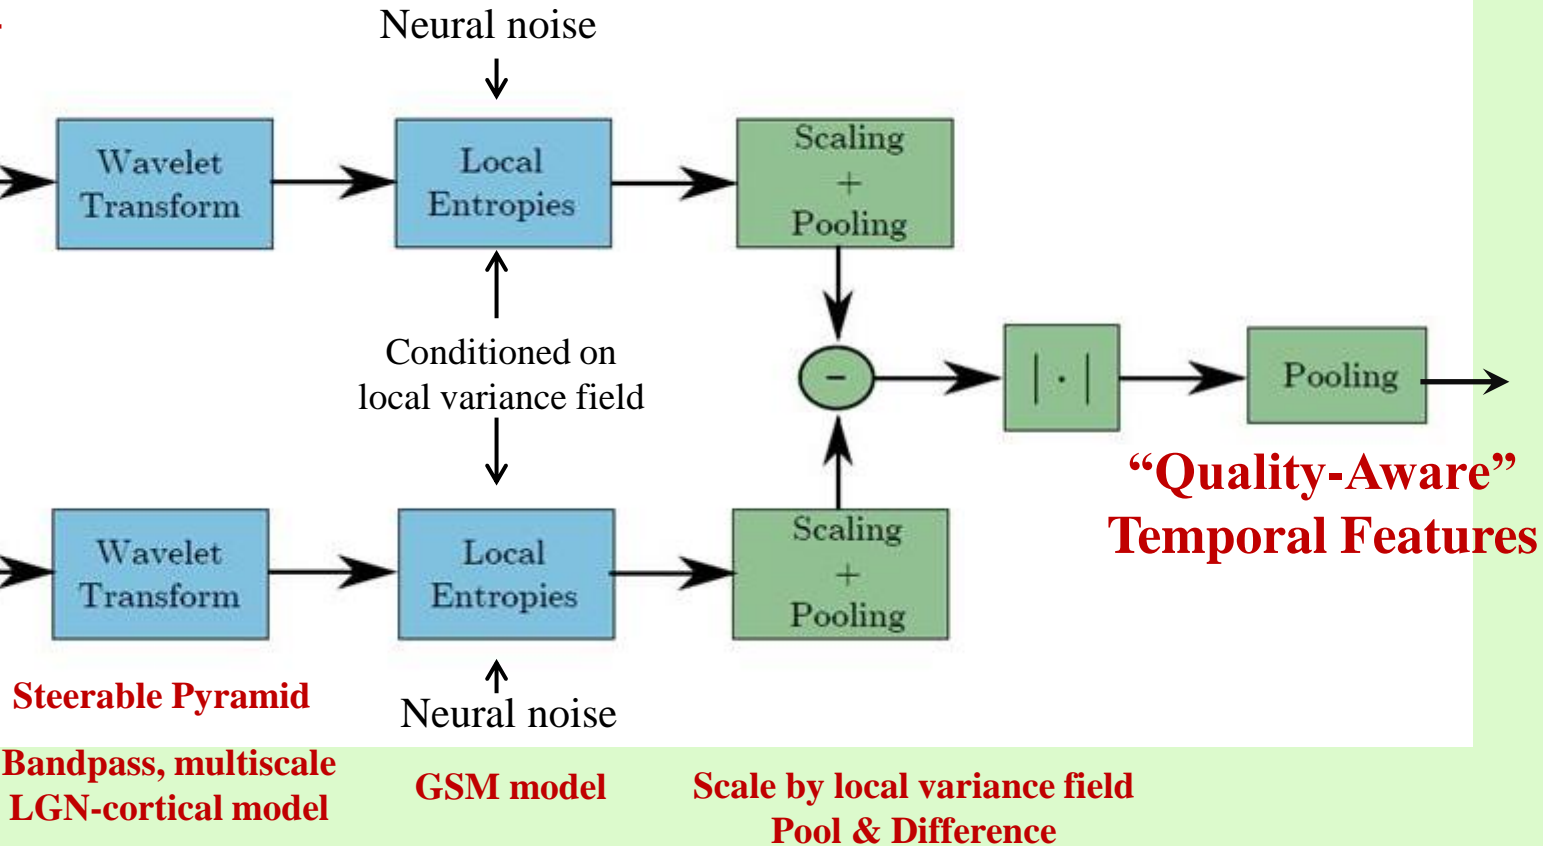 Neural noise
Wavelet
Transform
Local
Entropies
Scaling
+
Pooling
Conditioned on
local variance field
-
| · |
Pooling
"Quality-Aware"
Temporal Features
Wavelet
Transform
Local
Entropies
Scaling
+
Pooling
Neural noise
Steerable Pyramid
Bandpass, multiscale
LGN-cortical model
GSM model
Scale by local variance field
Pool & Difference